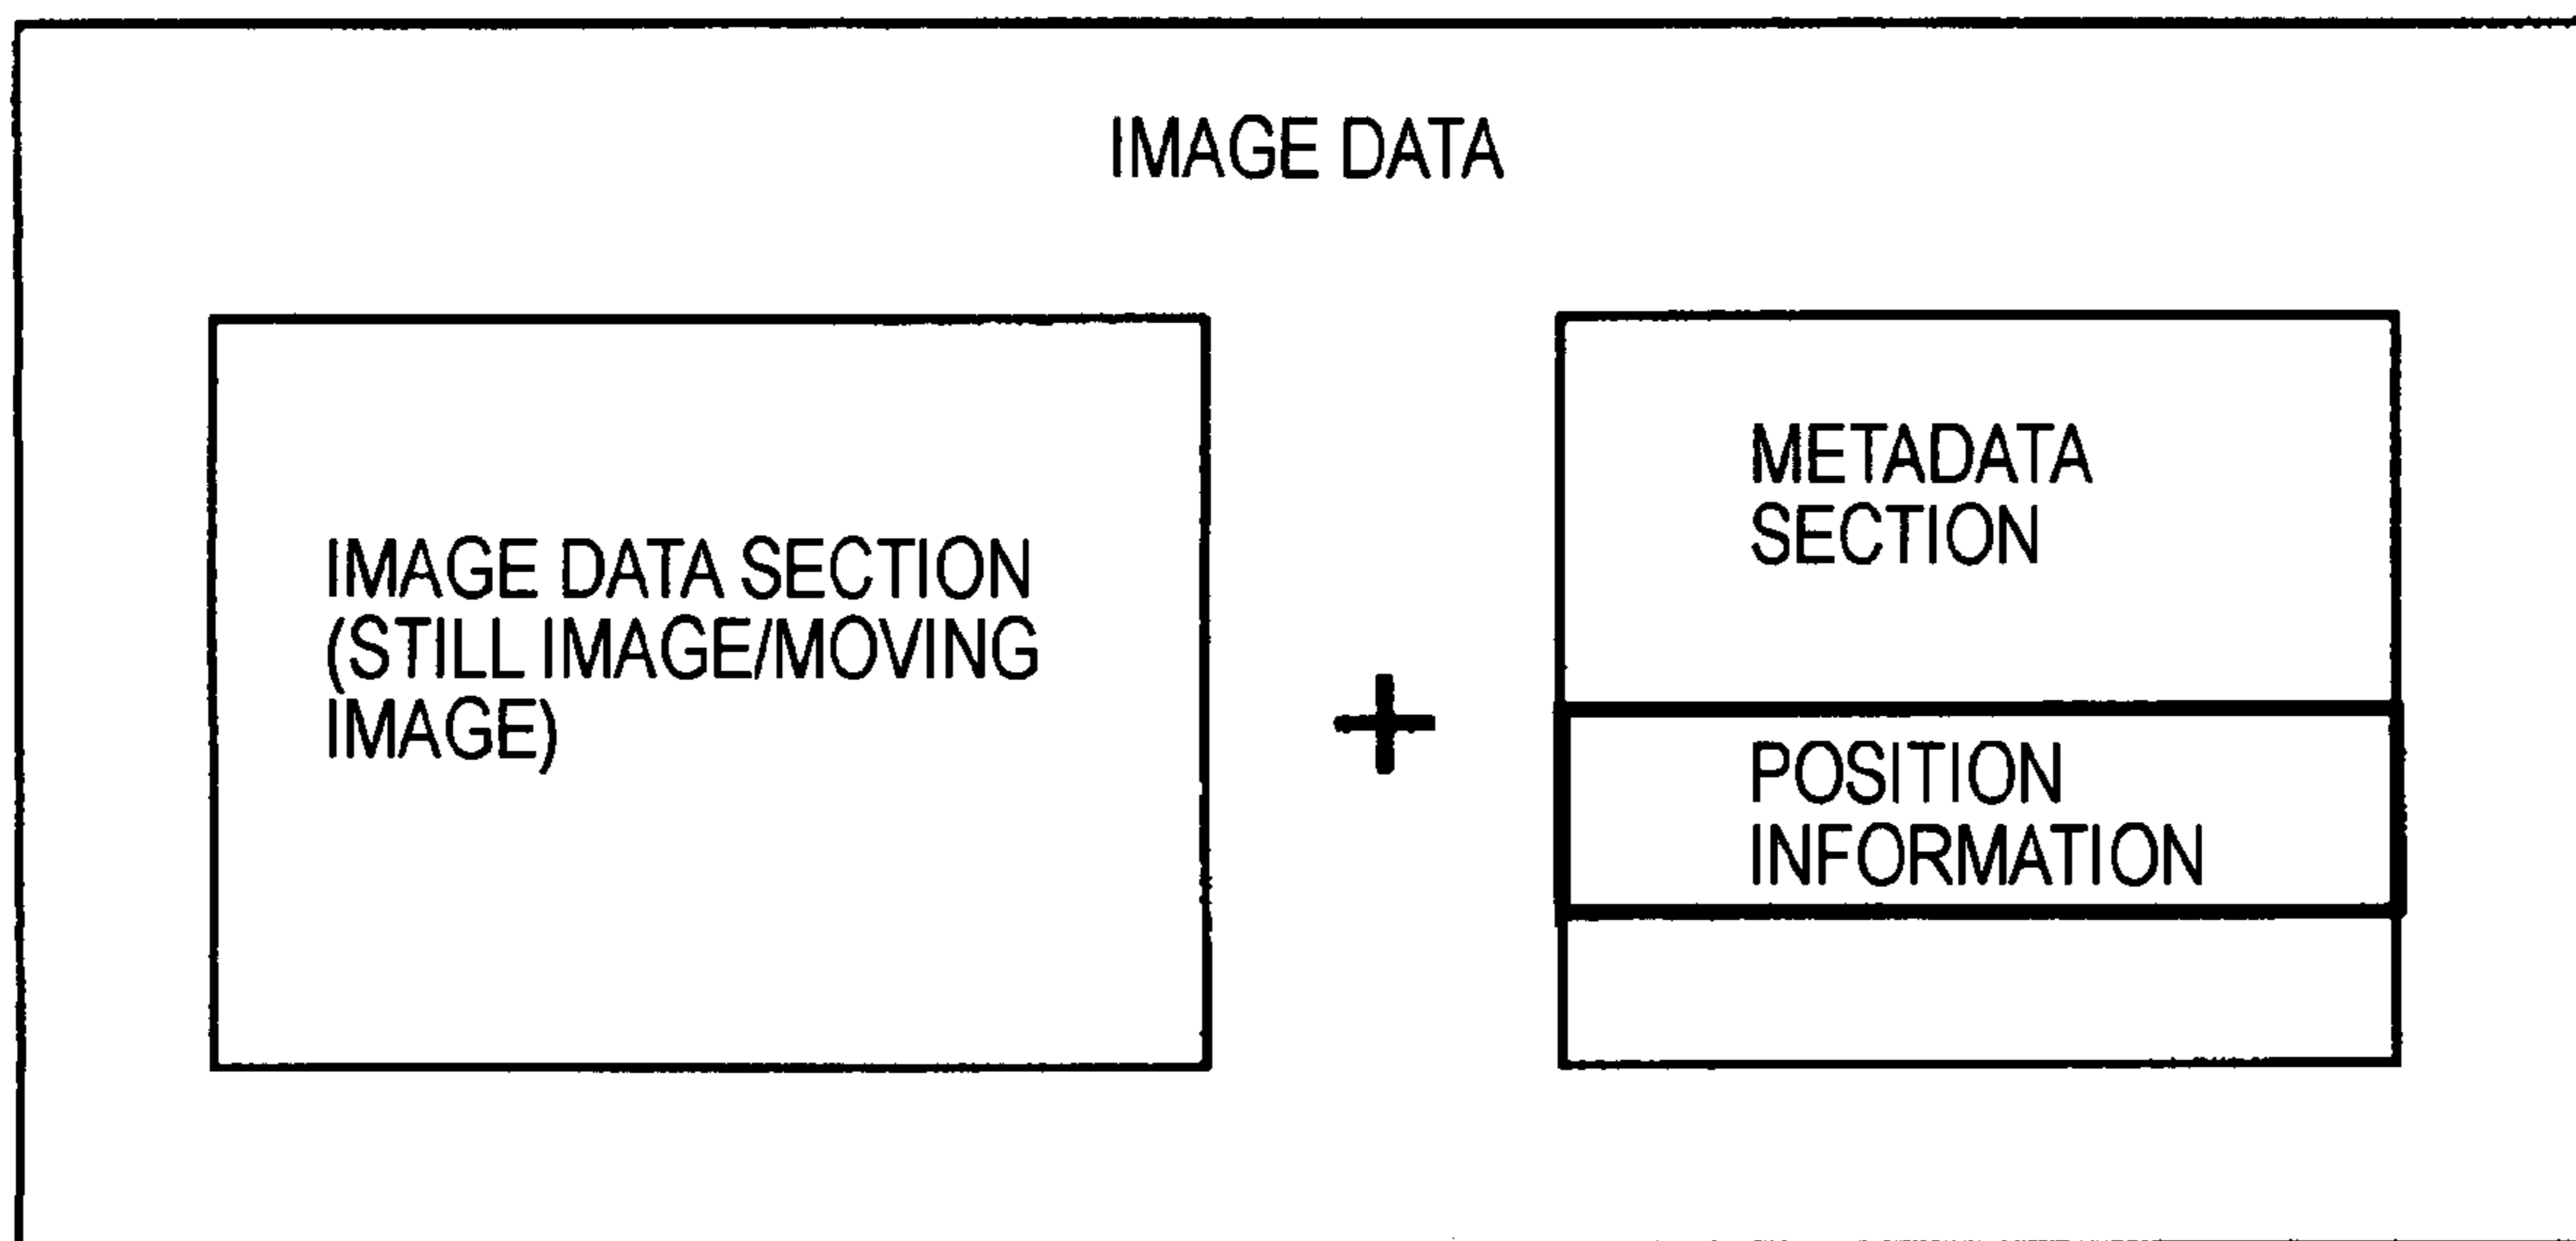 IMAGE DATA
IMAGE DATA SECTION
(STILL IMAGE/MOVING
IMAGE)
+
METADATA
SECTION
POSITION
INFORMATION